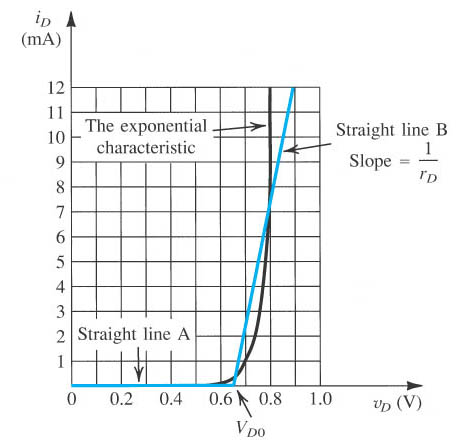 i_D
(mA)
12
11
10
9
8
7
6
5
4
3
2
1
The exponential
characteristic
Straight line B
Slope = 1/r_D
Straight line A
0
0.2
0.4
0.6
0.8
1.0
v_D (V)
V_D0